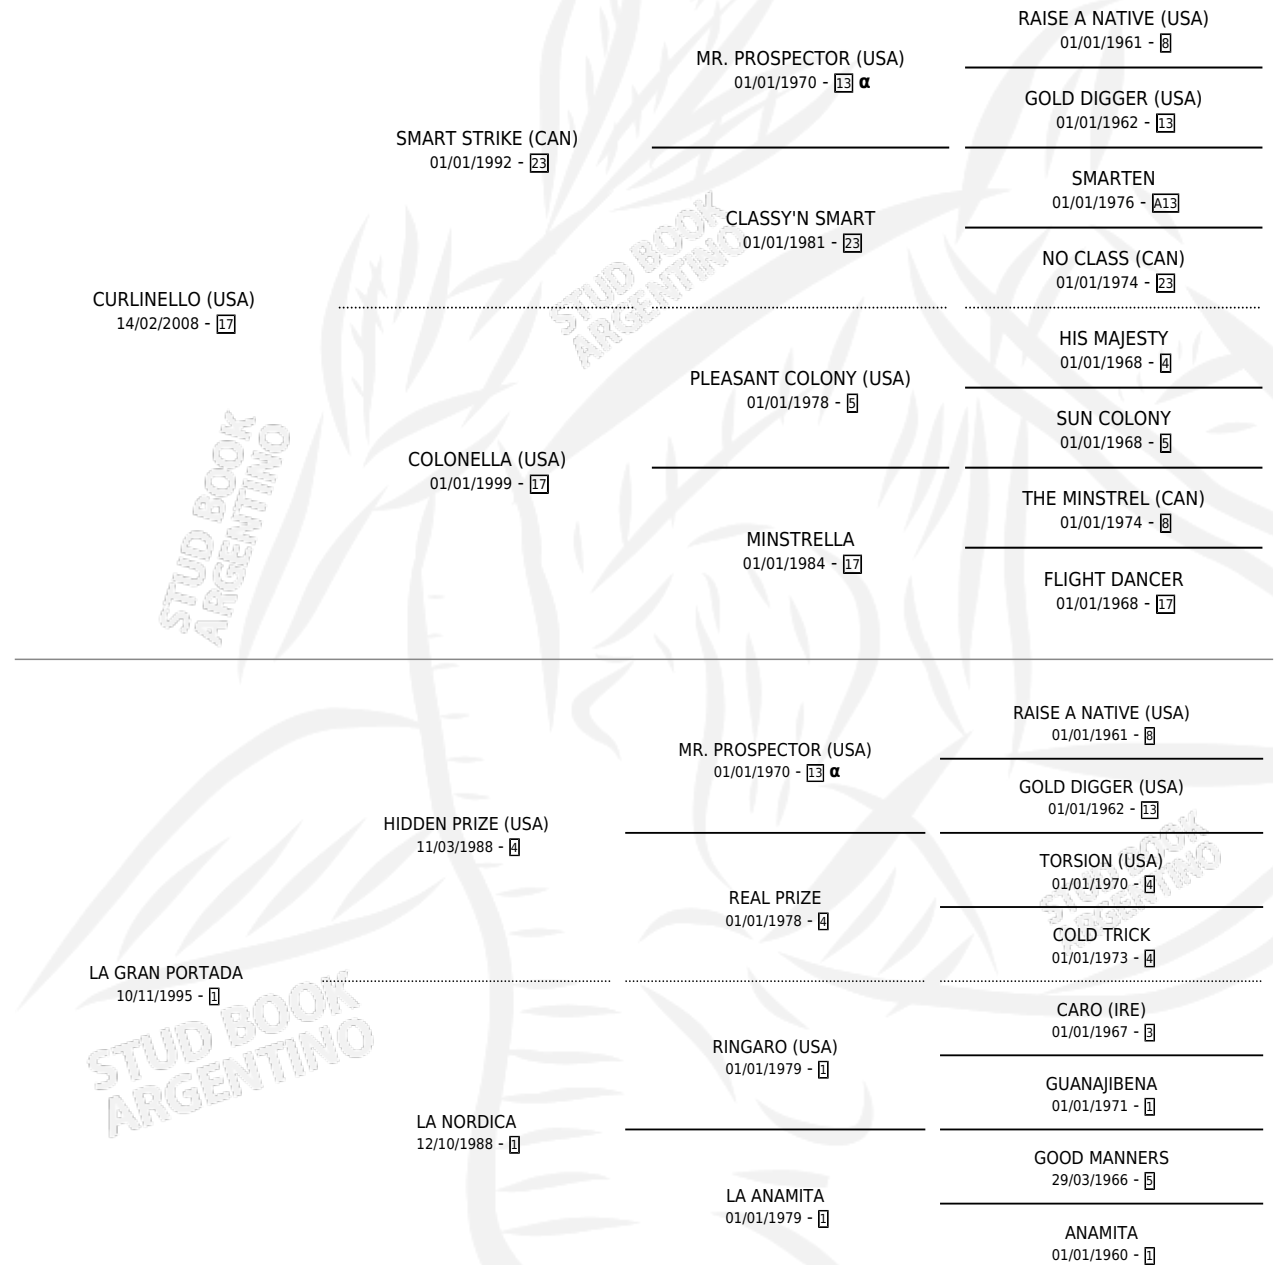 RAISE A NATIVE (USA)
01/01/1961 - 8
MR. PROSPECTOR (USA)
01/01/1970 - 13 α
GOLD DIGGER (USA)
01/01/1962 - 13
SMART STRIKE (CAN)
01/01/1992 - 23
SMARTEN
01/01/1976 - A13
CLASSY'N SMART
01/01/1981 - 23
NO CLASS (CAN)
01/01/1974 - 23
CURLINELLO (USA)
14/02/2008 - 17
HIS MAJESTY
01/01/1968 - 4
PLEASANT COLONY (USA)
01/01/1978 - 5
SUN COLONY
01/01/1968 - 5
COLONELLA (USA)
01/01/1999 - 17
THE MINSTREL (CAN)
01/01/1974 - 8
MINSTRELLA
01/01/1984 - 17
FLIGHT DANCER
01/01/1968 - 17
STUD BOOK
ARGENTINO
STUD BOOK
ARGENTINO
RAISE A NATIVE (USA)
01/01/1961 - 8
MR. PROSPECTOR (USA)
01/01/1970 - 13 α
GOLD DIGGER (USA)
01/01/1962 - 13
HIDDEN PRIZE (USA)
11/03/1988 - 4
TORSION (USA)
01/01/1970 - 4
REAL PRIZE
01/01/1978 - 4
COLD TRICK
01/01/1973 - 4
LA GRAN PORTADA
10/11/1995 - 1
CARO (IRE)
01/01/1967 - 3
RINGARO (USA)
01/01/1979 - 1
GUANAJIBENA
01/01/1971 - 1
LA NORDICA
12/10/1988 - 1
GOOD MANNERS
29/03/1966 - 5
LA ANAMITA
01/01/1979 - 1
ANAMITA
01/01/1960 - 1
STUD BOOK
ARGENTINO
STUD BOOK
ARGENTINO